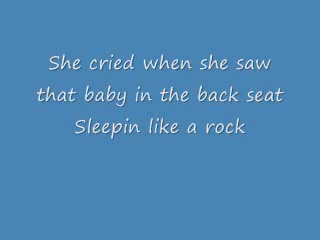 She cried when she saw
that baby in the back seat
Sleepin like a rock